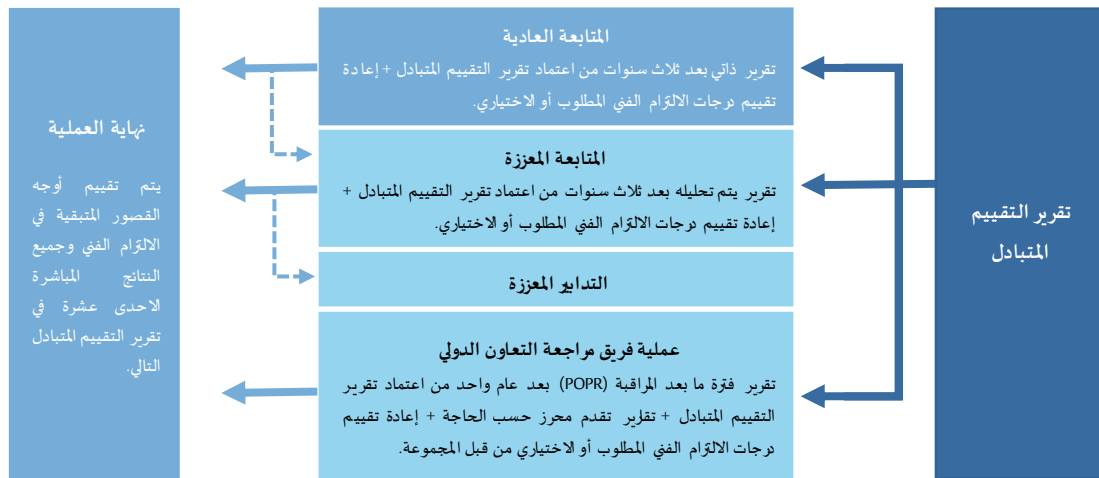 تقرير التقييم
المتبادل
المتابعة العادية
تقرير ذاتي بعد ثلاث سنوات من اعتماد تقرير التقييم المتبادل + إعادة
تقييم درجات الالتزام الفني المطلوب أو الاختياري.
المتابعة المعززة
تقرير يتم تحليله بعد ثلاث سنوات من اعتماد تقرير التقييم المتبادل +
إعادة تقييم درجات الالتزام الفني المطلوب أو الاختياري.
التدابير المعززة
عملية فريق مراجعة التعاون الدولي
تقرير فترة ما بعد المراقبة (POPR) بعد عام واحد من اعتماد تقرير
التقييم المتبادل + تقارير تقدم محرز حسب الحاجة + إعادة تقييم
درجات الالتزام الفني المطلوب أو الاختياري من قبل المجموعة.
نهاية العملية
يتم تقييم أوجه
القصور المتبقية في
الالتزام الفني وجميع
النتائج المباشرة
الاحدى عشرة في
تقرير التقييم المتبادل
التالي.